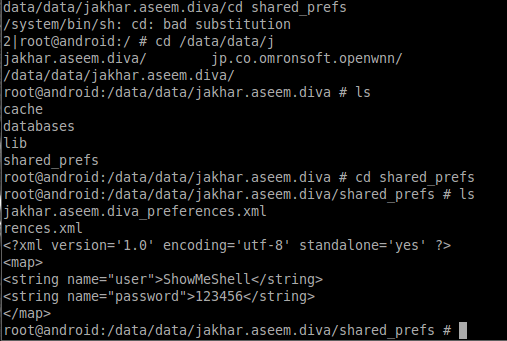 data/data/jakhar.aseem.diva/cd shared_prefs
/system/bin/sh: cd: bad substitution
2|root@android:/ # cd /data/data/j
jakhar.aseem.diva/        jp.co.omronsoft.openwnn/
/data/data/jakhar.aseem.diva/
root@android:/data/data/jakhar.aseem.diva # ls
cache
databases
lib
shared_prefs
root@android:/data/data/jakhar.aseem.diva # cd shared_prefs
root@android:/data/data/jakhar.aseem.diva/shared_prefs # ls
jakhar.aseem.diva_preferences.xml
rences.xml
<?xml version='1.0' encoding='utf-8' standalone='yes' ?>
<map>
<string name="user">ShowMeShell</string>
<string name="password">123456</string>
</map>
root@android:/data/data/jakhar.aseem.diva/shared_prefs #